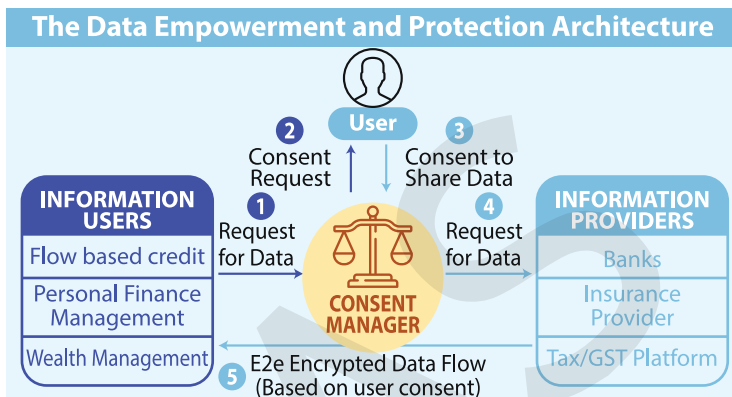 The Data Empowerment and Protection Architecture
User
2
Consent
Request
3
Consent to
Share Data
INFORMATION
USERS
Flow based credit
Personal Finance
Management
Wealth Management
1
Request
for Data
CONSENT
MANAGER
4
Request
for Data
INFORMATION
PROVIDERS
Banks
Insurance
Provider
Tax/GST Platform
5
E2e Encrypted Data Flow
(Based on user consent)